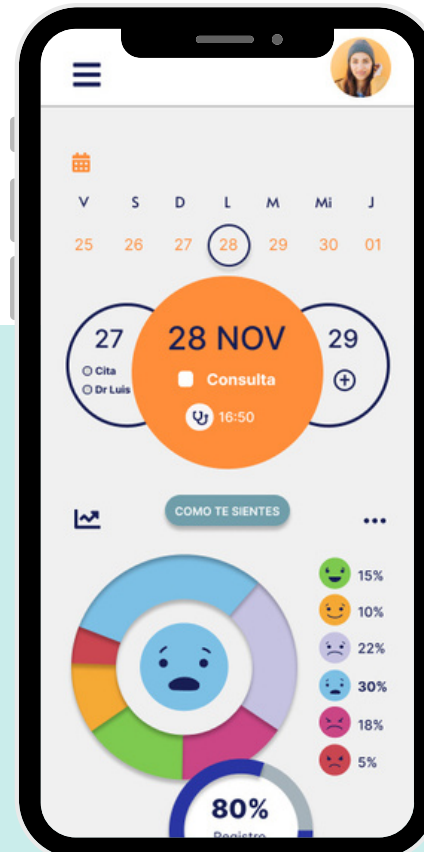 V S D L M Mi J
25 26 27 28 29 30 01
27
Cita
Dr Luis
28 NOV
Consulta
16:50
29
COMO TE SIENTES
15%
10%
22%
30%
18%
5%
80%
Registro